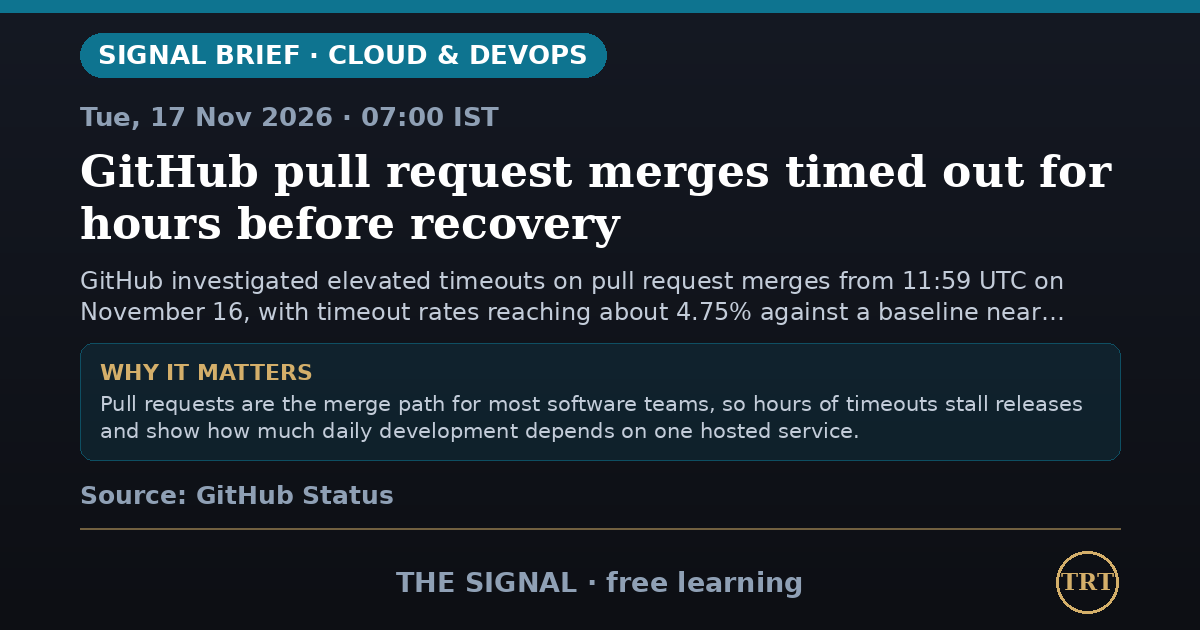 SIGNAL BRIEF · CLOUD & DEVOPS
Tue, 17 Nov 2026 · 07:00 IST
GitHub pull request merges timed out for
hours before recovery
GitHub investigated elevated timeouts on pull request merges from 11:59 UTC on
November 16, with timeout rates reaching about 4.75% against a baseline near…
WHY IT MATTERS
Pull requests are the merge path for most software teams, so hours of timeouts stall releases
and show how much daily development depends on one hosted service.
Source: GitHub Status
THE SIGNAL · free learning
TRT